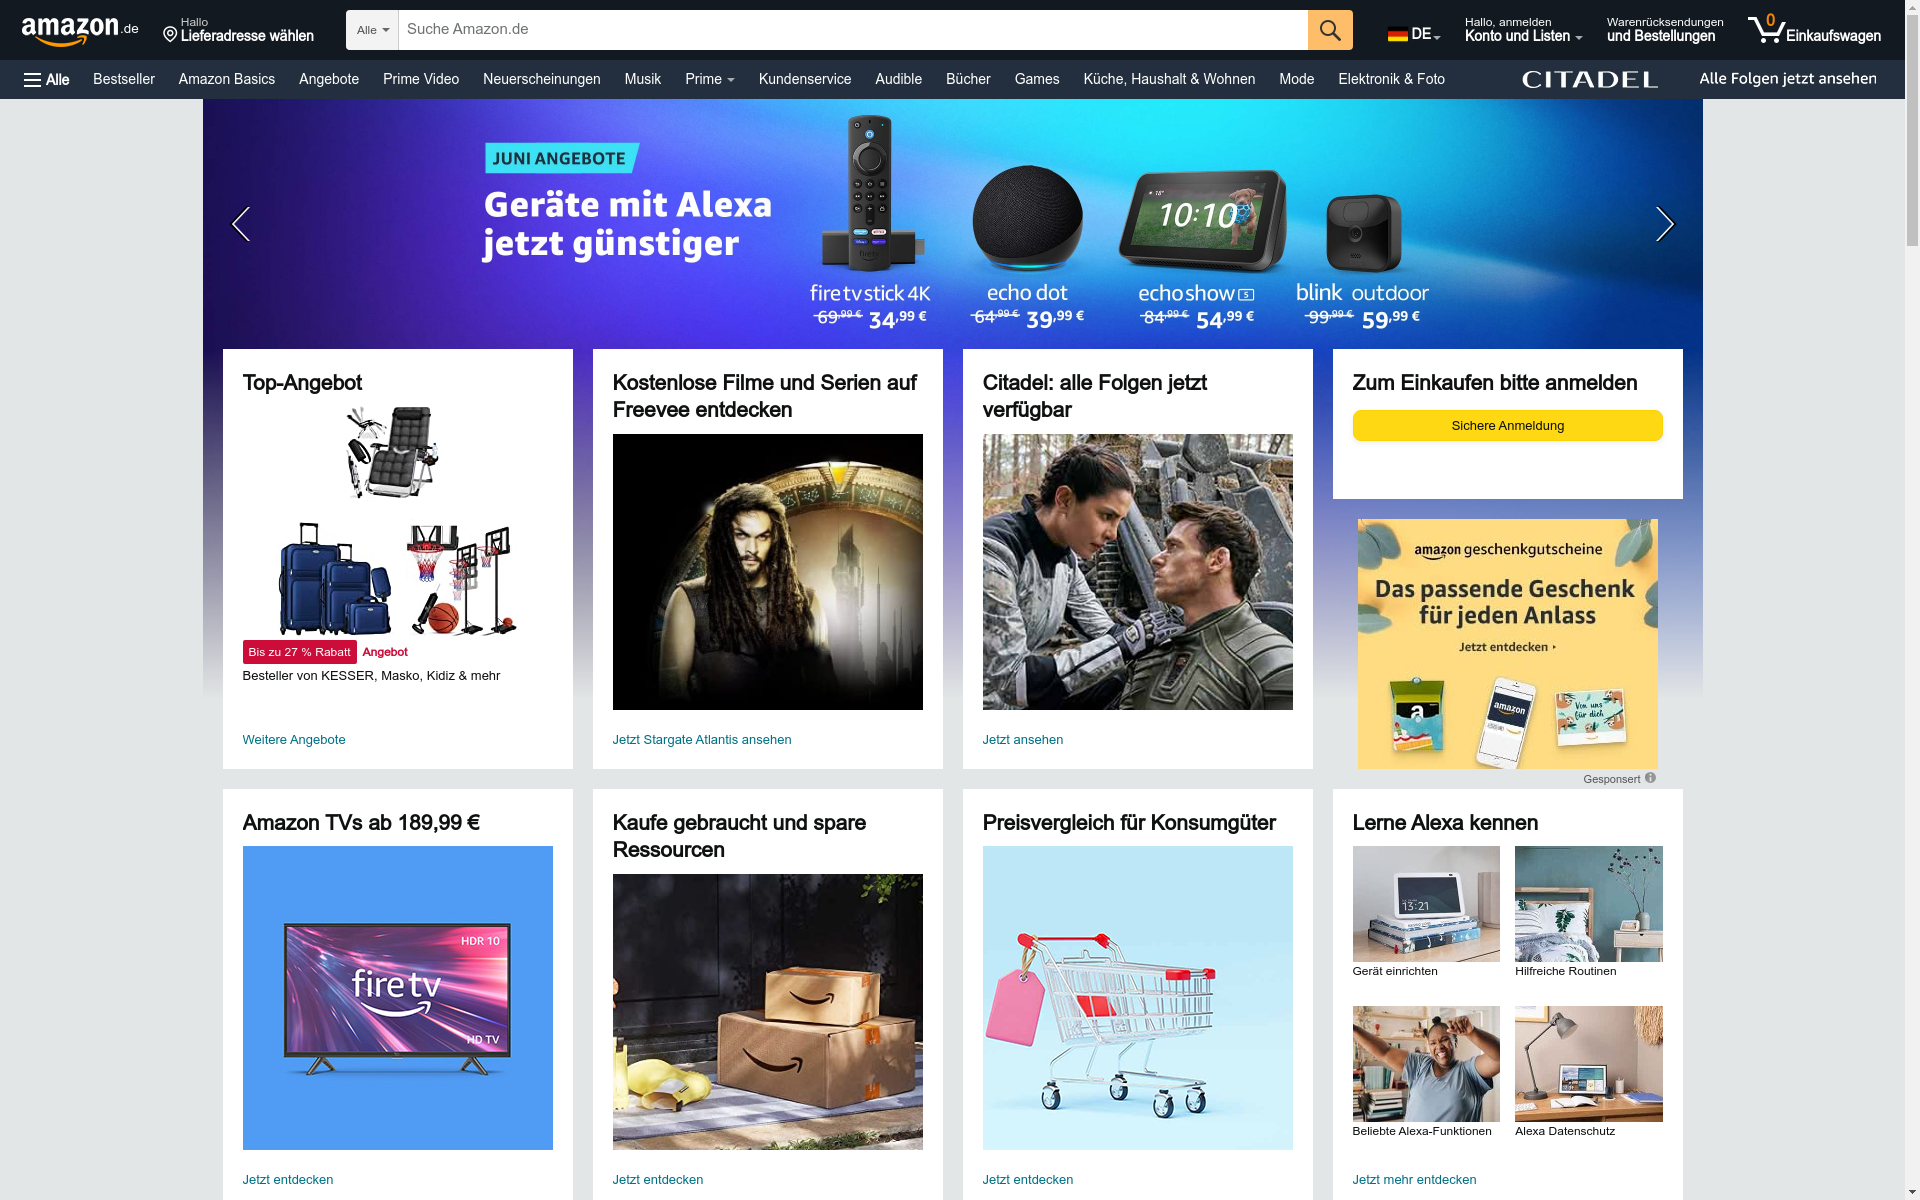 amazon.de
Hallo
Lieferadresse wählen
Alle
Suche Amazon.de
DE
Hallo, anmelden
Konto und Listen
Warenrücksendungen
und Bestellungen
0
Einkaufswagen
Alle
Bestseller
Amazon Basics
Angebote
Prime Video
Neuerscheinungen
Musik
Prime
Kundenservice
Audible
Bücher
Games
Küche, Haushalt & Wohnen
Mode
Elektronik & Foto
CITADEL
Alle Folgen jetzt ansehen
JUNI ANGEBOTE
Geräte mit Alexa
jetzt günstiger
10:10
fire tv stick 4K
69,99 € 34,99 €
echo dot
64,99 € 39,99 €
echo show 5
84,99 € 54,99 €
blink outdoor
99,99 € 59,99 €
Top-Angebot
Bis zu 27 % Rabatt
Angebot
Besteller von KESSER, Masko, Kidiz & mehr
Weitere Angebote
Kostenlose Filme und Serien auf
Freevee entdecken
Jetzt Stargate Atlantis ansehen
Citadel: alle Folgen jetzt
verfügbar
Jetzt ansehen
Zum Einkaufen bitte anmelden
Sichere Anmeldung
amazon geschenkgutscheine
Das passende Geschenk
für jeden Anlass
Jetzt entdecken
a
amazon
Von uns
für dich
Gesponsert
Amazon TVs ab 189,99 €
HDR 10
fire tv
HD TV
Jetzt entdecken
Kaufe gebraucht und spare
Ressourcen
Jetzt entdecken
Preisvergleich für Konsumgüter
Jetzt entdecken
Lerne Alexa kennen
13:21
Gerät einrichten
Hilfreiche Routinen
Beliebte Alexa-Funktionen
Alexa Datenschutz
Jetzt mehr entdecken